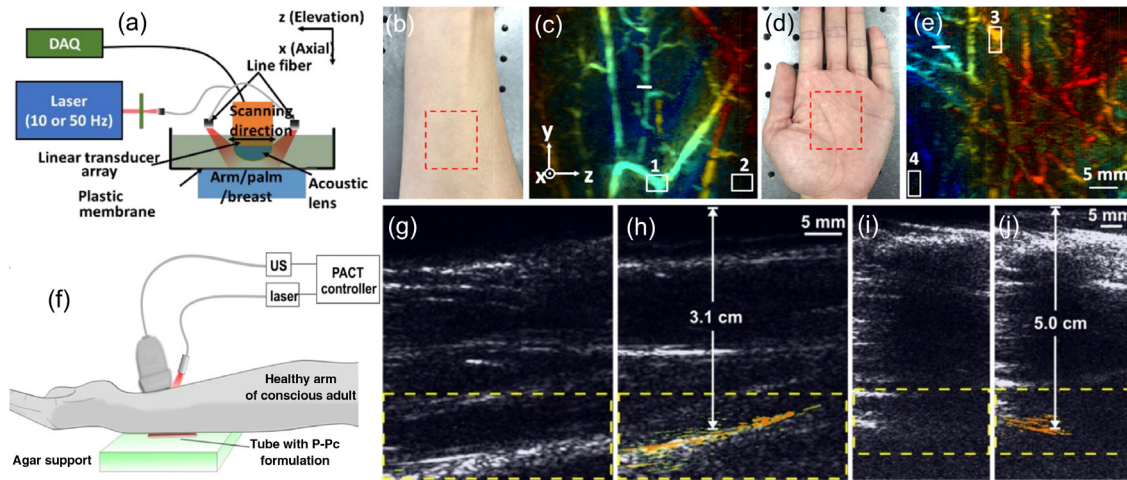 (a)
DAQ
Laser
(10 or 50 Hz)
z (Elevation)
x (Axial)
Line fiber
Scanning
direction
Linear transducer
array
Plastic
membrane
Arm/palm
/breast
Acoustic
lens
(b)
(c)
y
x
z
1
2
(d)
(e)
3
4
5 mm
(f)
US
laser
PACT
controller
Healthy arm
of conscious adult
Tube with P-Pc
formulation
Agar support
(g)
(h)
5 mm
3.1 cm
(i)
(j)
5 mm
5.0 cm